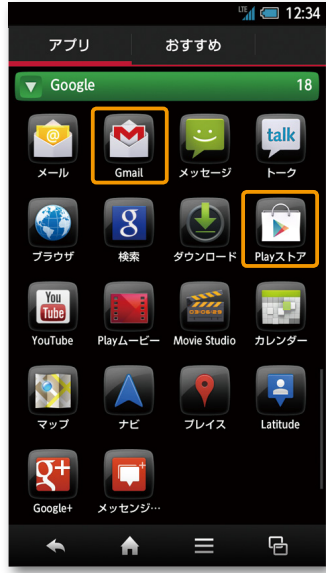 LTE 12:34
アプリ おすすめ
Google 18
メール Gmail メッセージ talk トーク
ブラウザ 8 検索 ダウンロード Playストア
You Tube
YouTube Playムービー Movie Studio カレンダー
マップ ナビ プレイス Latitude
g+
Google+ メッセンジ…